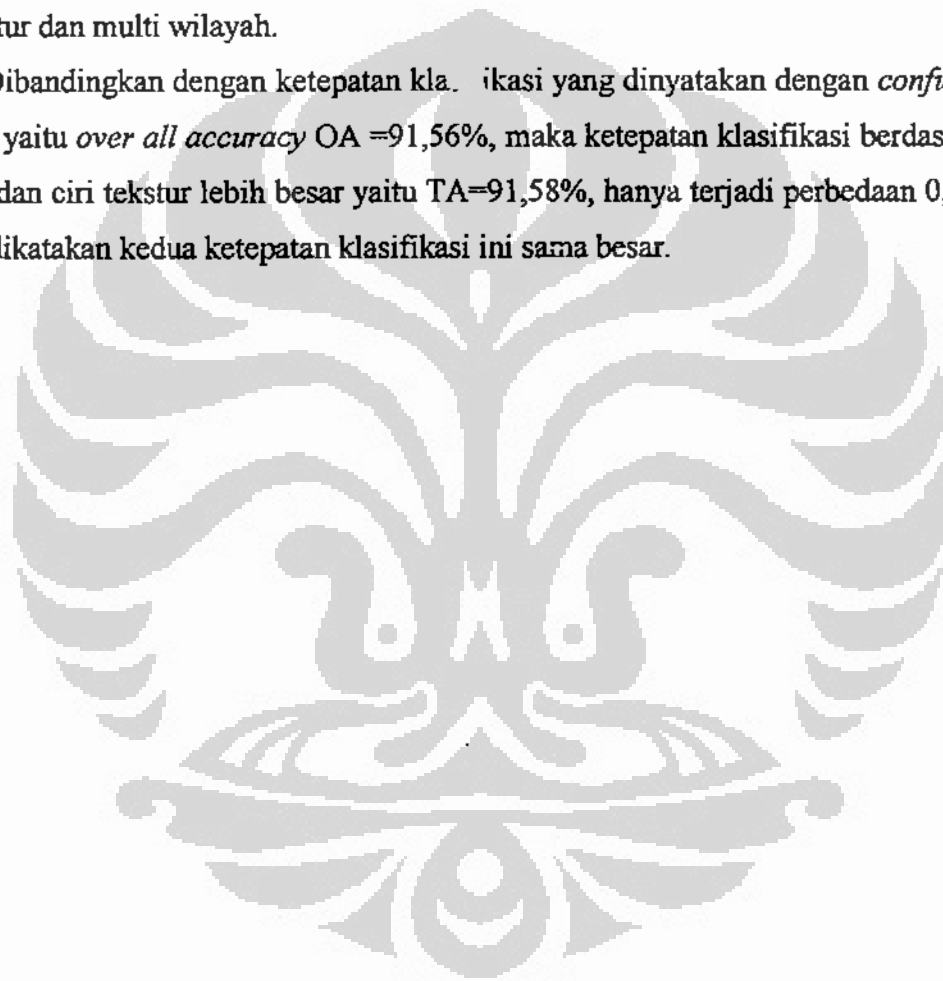 tur dan multi wilayah.
Dibandingkan dengan ketepatan kla. ikasi yang dinyatakan dengan confi
yaitu over all accuracy OA =91,56%, maka ketepatan klasifikasi berdas
dan ciri tekstur lebih besar yaitu TA=91,58%, hanya terjadi perbedaan 0,
likatakan kedua ketepatan klasifikasi ini sama besar.